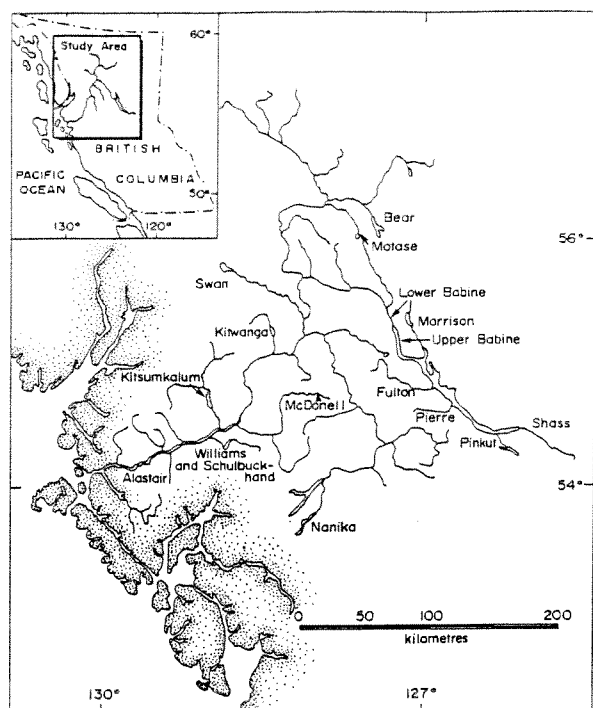 60°
Study Area
BRITISH
PACIFIC
OCEAN
COLUMBIA
50°
130°
120°
Bear
56°
Motase
Swan
Lower Babine
Morrison
Kitwanga
Upper Babine
Kitsumkalum
McDonell
Fulton
Pierre
Shass
Pinkut
Williams
and Schulbuck-
hand
Alastair
54°
Nanika
0
50
100
200
kilometres
130°
127°